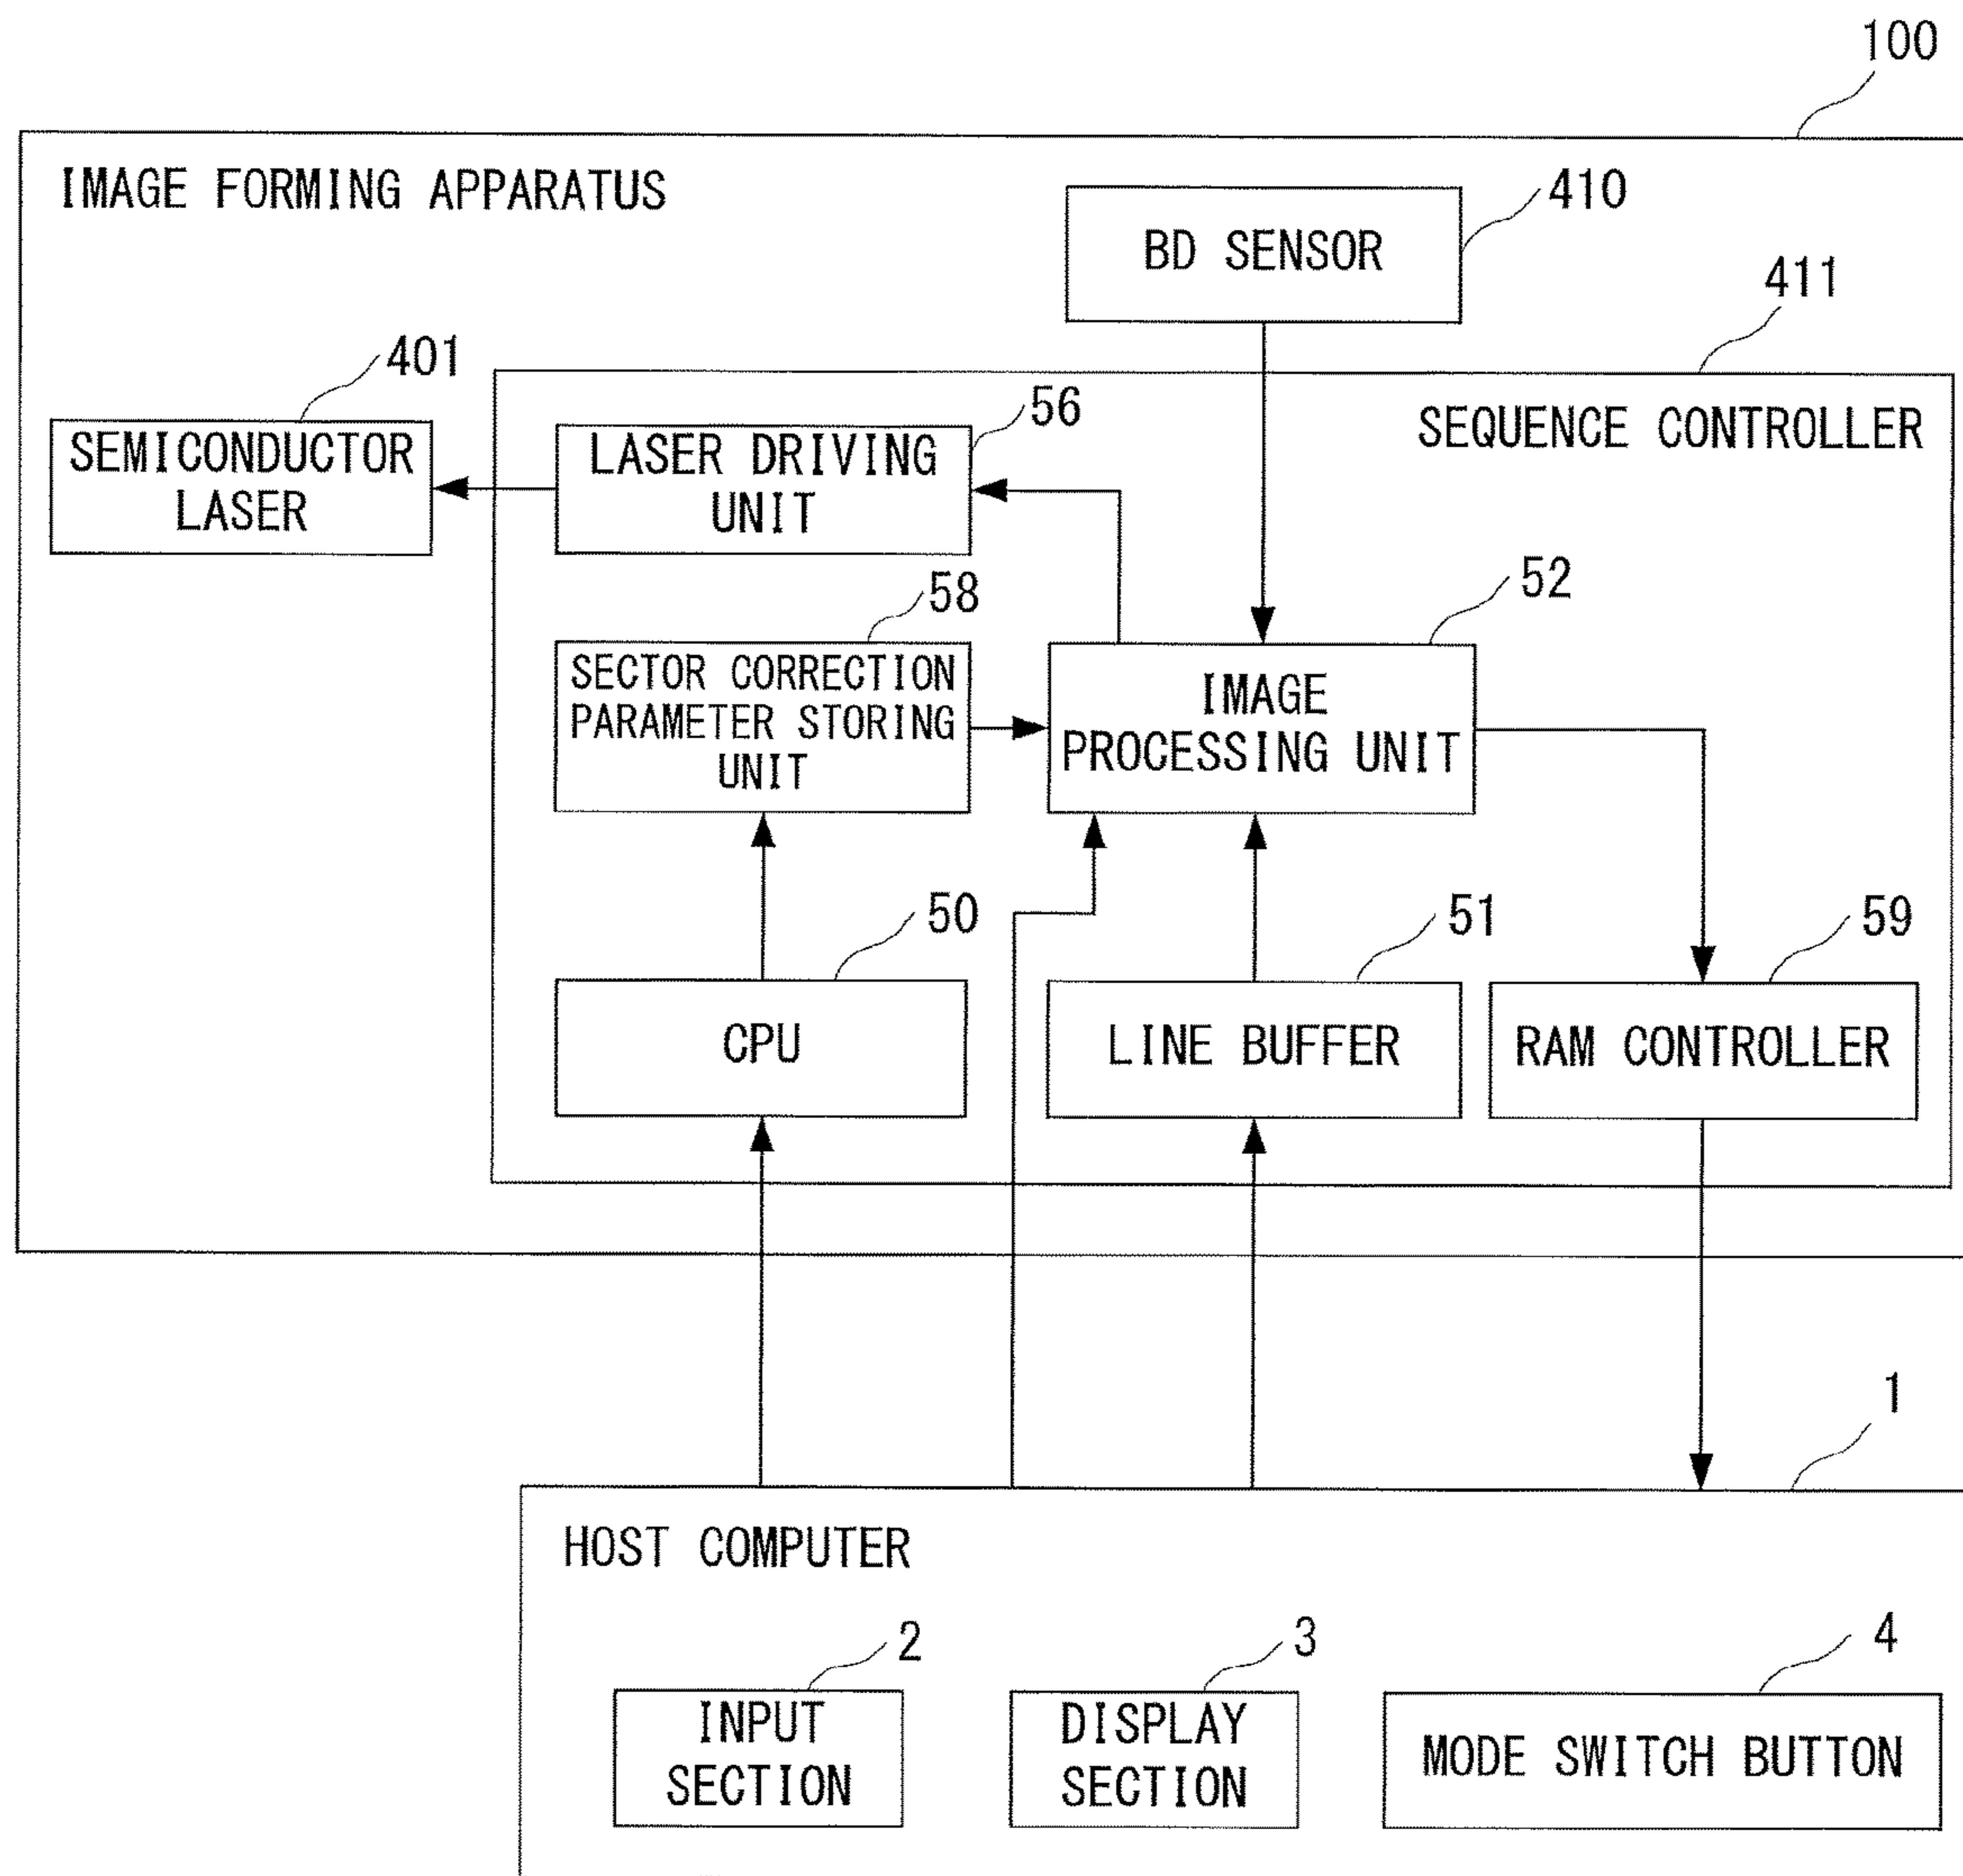 100
IMAGE FORMING APPARATUS
410
BD SENSOR
411
401
56
SEQUENCE CONTROLLER
SEMICONDUCTOR
LASER
LASER DRIVING
UNIT
58
52
SECTOR CORRECTION
PARAMETER STORING
UNIT
IMAGE
PROCESSING UNIT
50
51
59
CPU
LINE BUFFER
RAM CONTROLLER
1
HOST COMPUTER
2
3
4
INPUT
SECTION
DISPLAY
SECTION
MODE SWITCH BUTTON